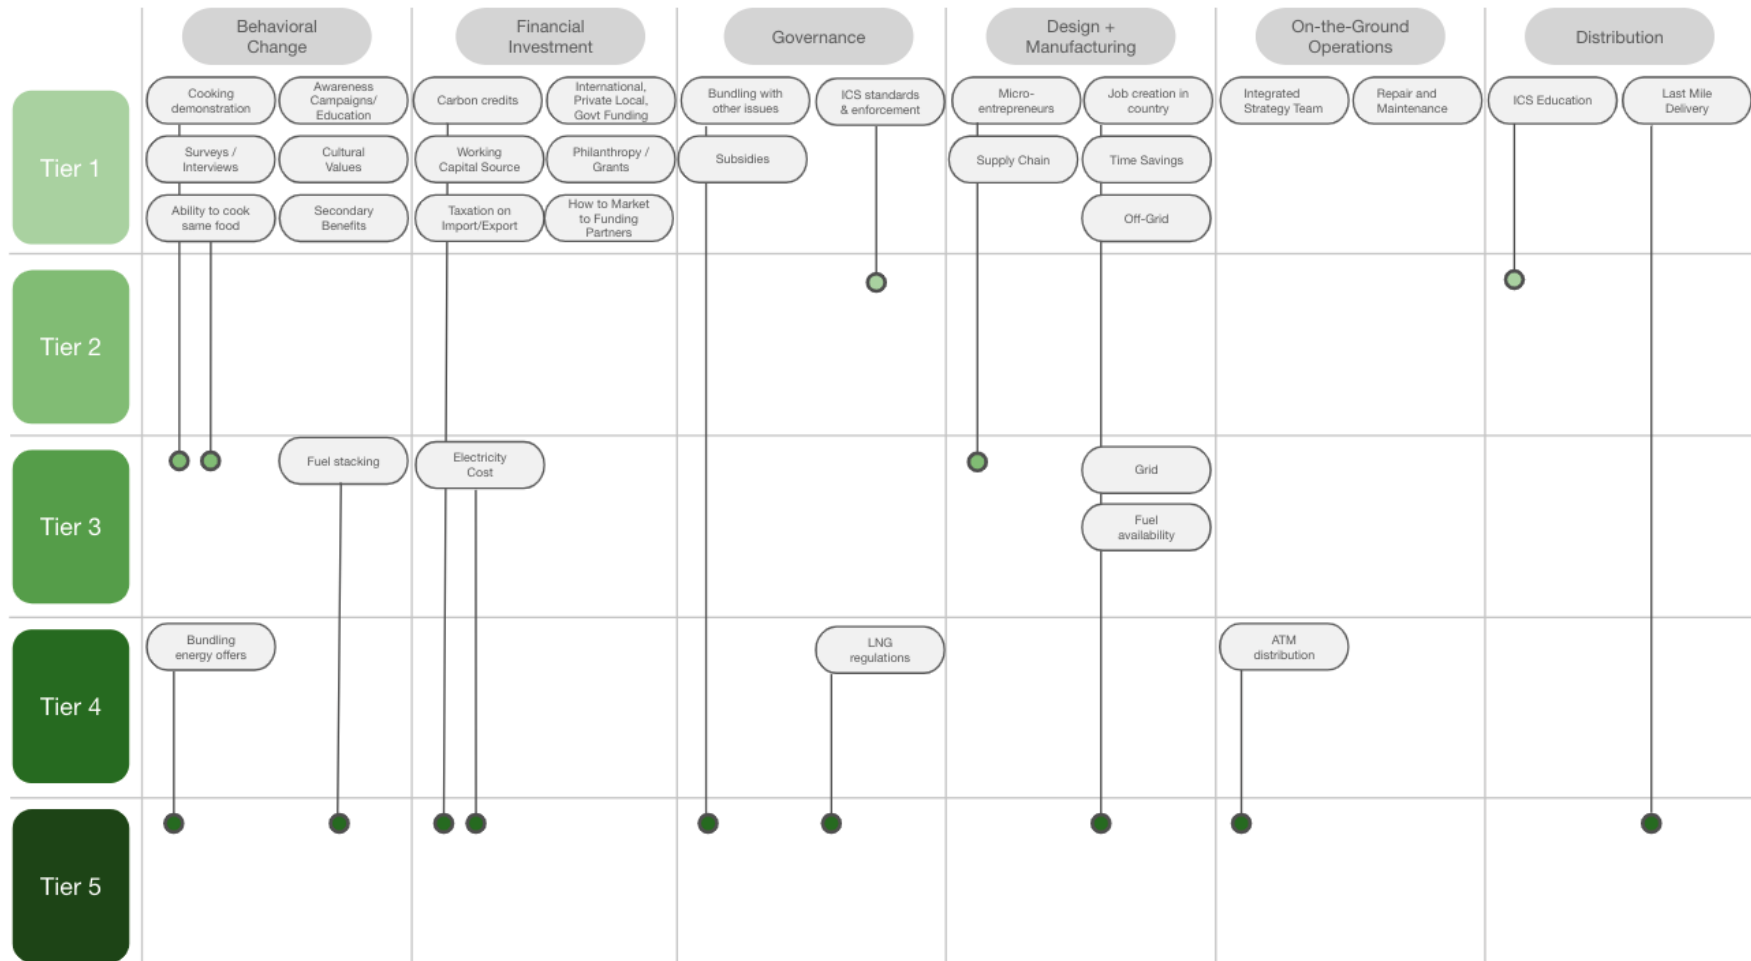 Behavioral
Change
Financial
Investment
Governance
Design +
Manufacturing
On-the-Ground
Operations
Distribution
Tier 1
Cooking
demonstration
Awareness
Campaigns/
Education
Carbon credits
International,
Private Local,
Govt Funding
Bundling with
other issues
ICS standards
& enforcement
Micro-
entrepreneurs
Job creation in
country
Integrated
Strategy Team
Repair and
Maintenance
ICS Education
Last Mile
Delivery
Surveys /
Interviews
Cultural
Values
Working
Capital Source
Philanthropy /
Grants
Subsidies
Supply Chain
Time Savings
Ability to cook
same food
Secondary
Benefits
Taxation on
Import/Export
How to Market
to Funding
Partners
Off-Grid
Tier 2
Tier 3
Fuel stacking
Electricity
Cost
Grid
Fuel
availability
Tier 4
Bundling
energy offers
LNG
regulations
ATM
distribution
Tier 5